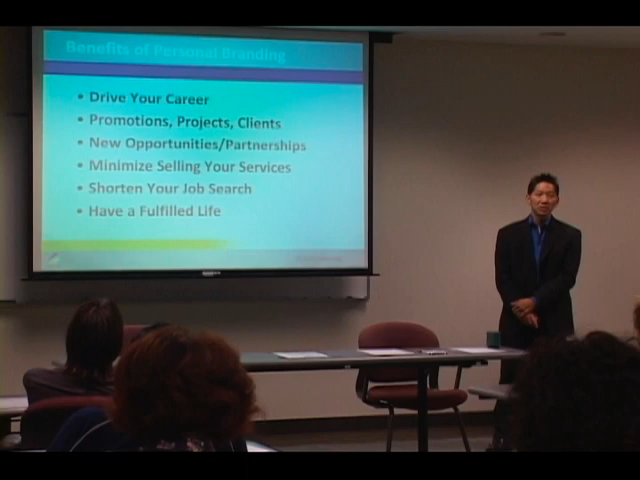 Benefits of Personal Branding
• Drive Your Career
• Promotions, Projects, Clients
• New Opportunities/Partnerships
• Minimize Selling Your Services
• Shorten Your Job Search
• Have a Fulfilled Life